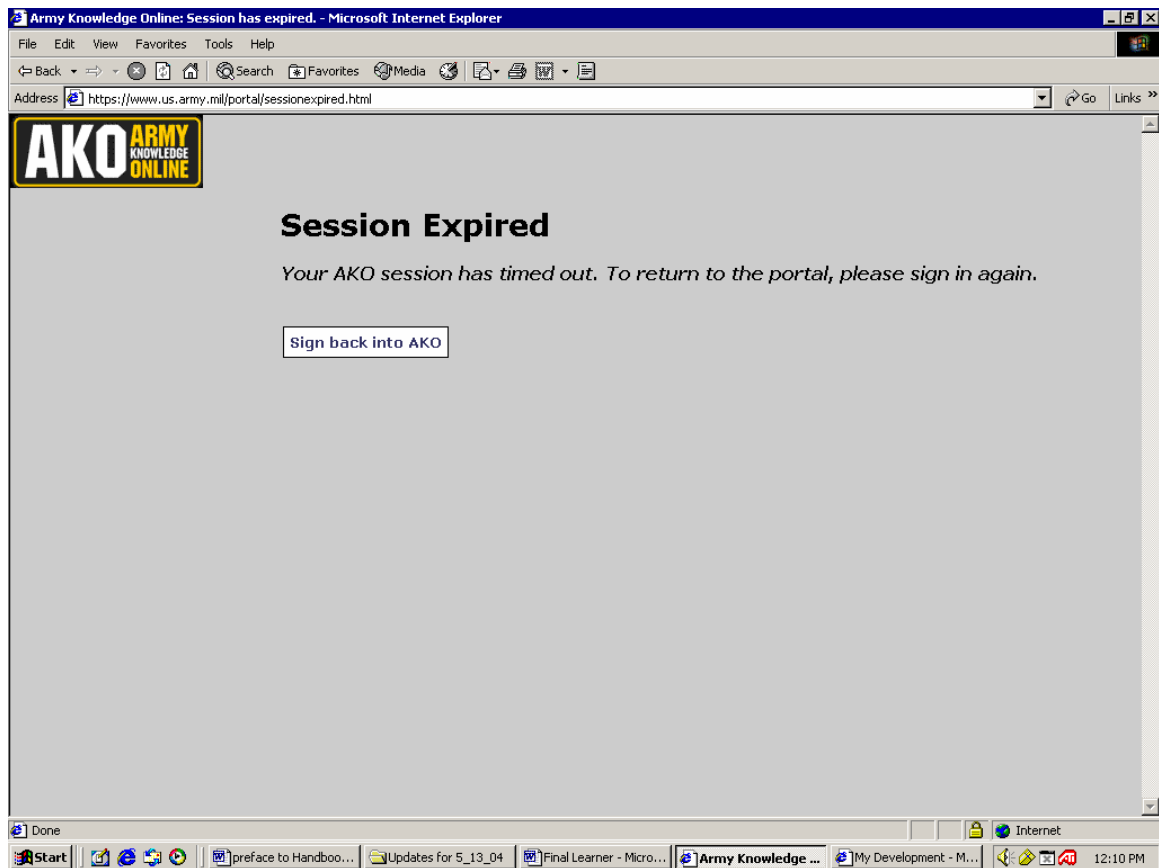 Army Knowledge Online: Session has expired. - Microsoft Internet Explorer
File Edit View Favorites Tools Help
Back Search Favorites Media
Address https://www.us.army.mil/portal/sessionexpired.html Go Links »
AKO ARMY KNOWLEDGE ONLINE
Session Expired
Your AKO session has timed out. To return to the portal, please sign in again.
Sign back into AKO
Done Internet
Start preface to Handboo... Updates for 5_13_04 Final Learner - Micro... Army Knowledge ... My Development - M... 12:10 PM